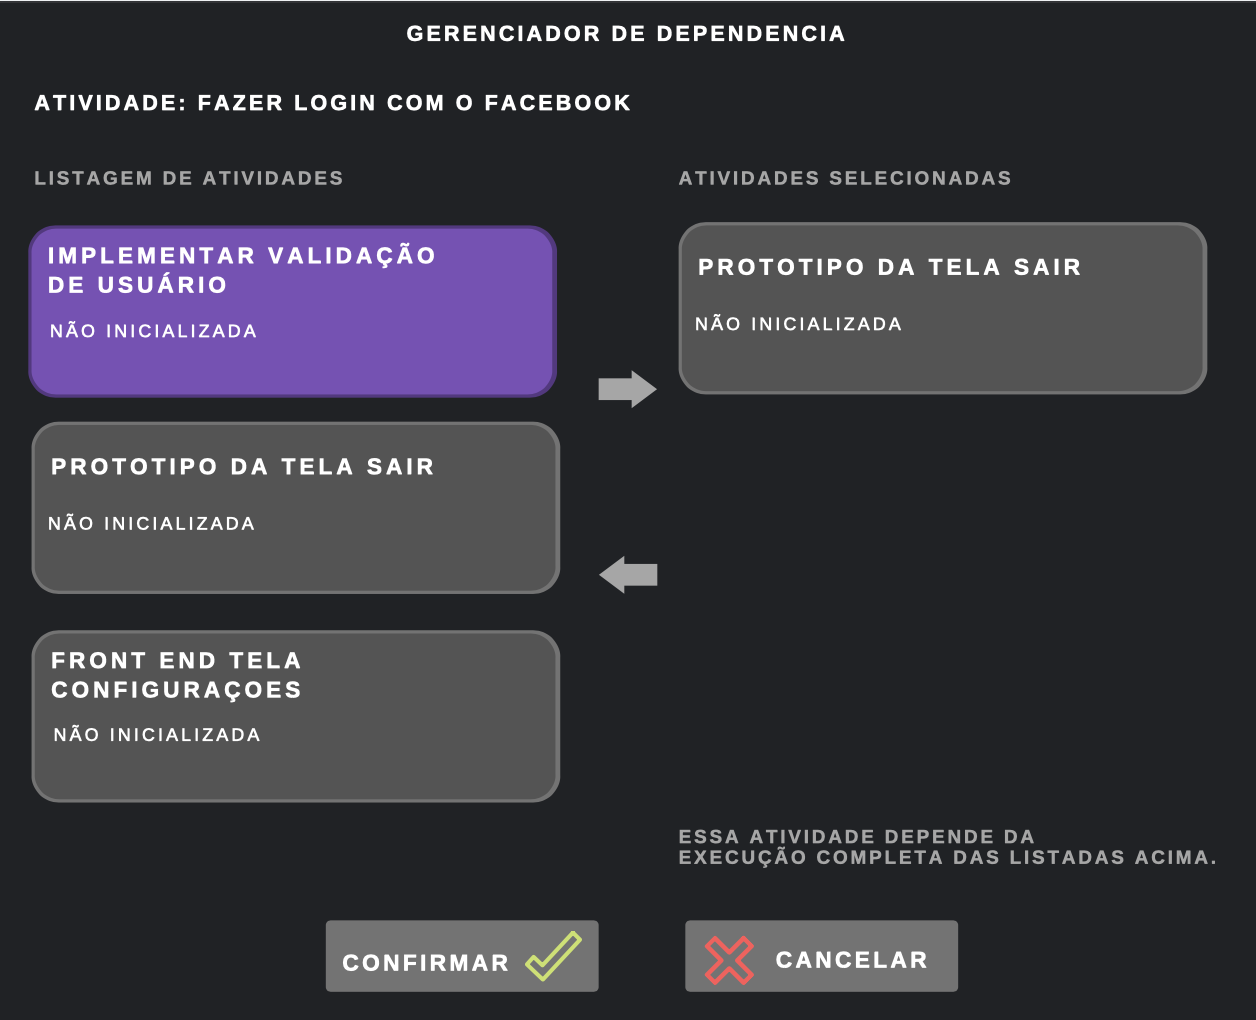 GERENCIADOR DE DEPENDENCIA
ATIVIDADE: FAZER LOGIN COM O FACEBOOK
LISTAGEM DE ATIVIDADES
IMPLEMENTAR VALIDAÇÃO
DE USUÁRIO
NÃO INICIALIZADA
PROTOTIPO DA TELA SAIR
NÃO INICIALIZADA
FRONT END TELA
CONFIGURAÇOES
NÃO INICIALIZADA
ATIVIDADES SELECIONADAS
PROTOTIPO DA TELA SAIR
NÃO INICIALIZADA
ESSA ATIVIDADE DEPENDE DA
EXECUÇÃO COMPLETA DAS LISTADAS ACIMA.
CONFIRMAR
CANCELAR